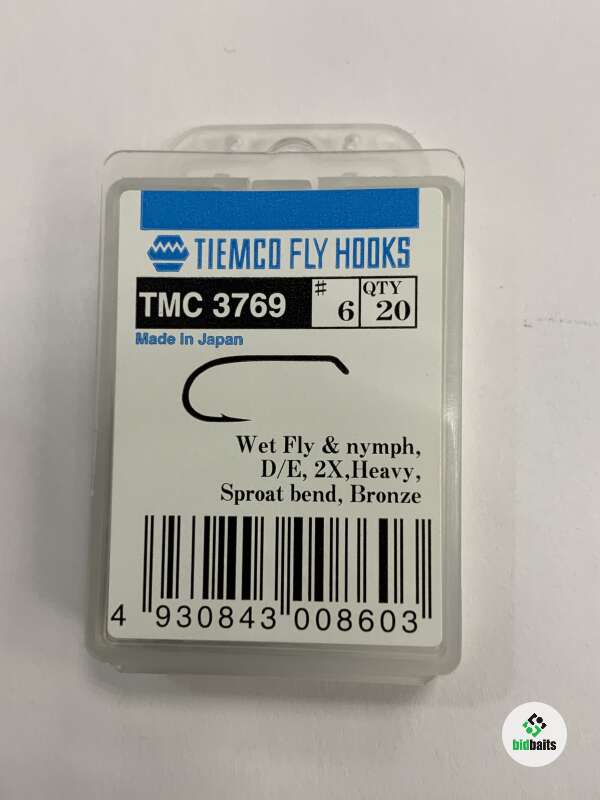 TIEMCO FLY HOOKS
TMC 3769 # 6 QTY 20
Made in Japan
Wet Fly & nymph,
D/E, 2X,Heavy,
Sproat bend, Bronze
4 930843 008603
bidbaits